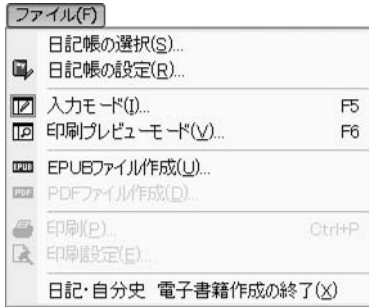 ファイル(F)
日記帳の選択(S)...
日記帳の設定(R)...
入力モード(I)... F5
印刷プレビューモード(V)... F6
EPUB EPUBファイル作成(U)...
PDF PDFファイル作成(D)...
印刷(P)... Ctrl+P
印刷設定(E)...
日記・自分史 電子書籍作成の終了(X)